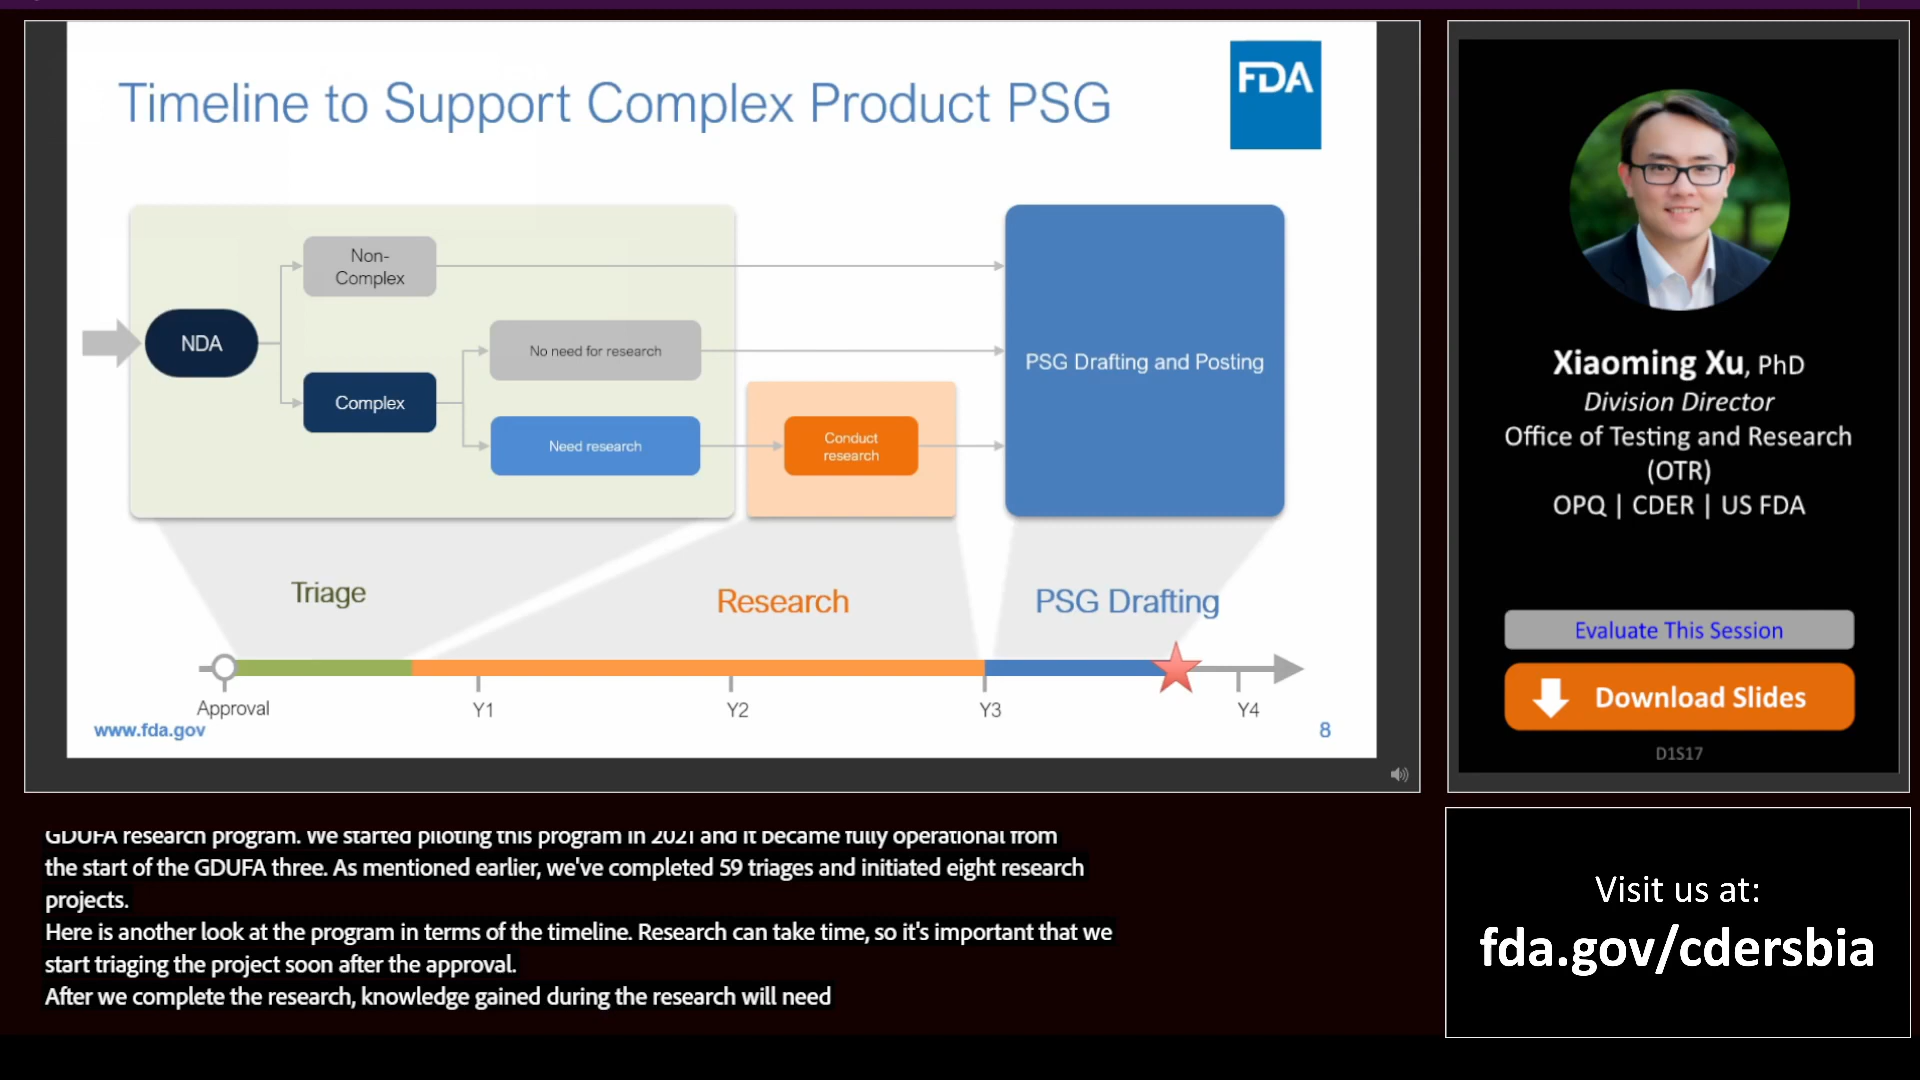 Timeline to Support Complex Product PSG
FDA
Non-
Complex
NDA
No need for research
Complex
Need research
Conduct
research
PSG Drafting and Posting
Triage
Research
PSG Drafting
Approval
Y1
Y2
Y3
Y4
www.fda.gov
8
Xiaoming Xu, PhD
Division Director
Office of Testing and Research
(OTR)
OPQ | CDER | US FDA
Evaluate This Session
Download Slides
D1S17
GDUFA research program. We started piloting this program in 2021 and it became fully operational from
the start of the GDUFA three. As mentioned earlier, we've completed 59 triages and initiated eight research
projects.
Here is another look at the program in terms of the timeline. Research can take time, so it's important that we
start triaging the project soon after the approval.
After we complete the research, knowledge gained during the research will need
Visit us at:
fda.gov/cdersbia